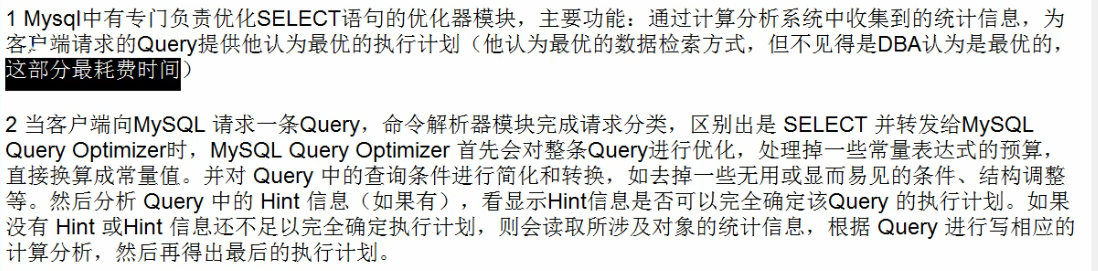 1 Mysql中有专门负责优化SELECT语句的优化器模块，主要功能：通过计算分析系统中收集到的统计信息，为
客户端请求的Query提供他认为最优的执行计划（他认为最优的数据检索方式，但不见得是DBA认为是最优的，
这部分最耗费时间）
2 当客户端向MySQL 请求一条Query，命令解析器模块完成请求分类，区别出是 SELECT 并转发给MySQL
Query Optimizer时，MySQL Query Optimizer 首先会对整条Query进行优化，处理掉一些常量表达式的预算，
直接换算成常量值。并对 Query 中的查询条件进行简化和转换，如去掉一些无用或显而易见的条件、结构调整
等。然后分析 Query 中的 Hint 信息（如果有），看显示Hint信息是否可以完全确定该Query 的执行计划。如果
没有 Hint 或Hint 信息还不足以完全确定执行计划，则会读取所涉及对象的统计信息，根据 Query 进行写相应的
计算分析，然后再得出最后的执行计划。